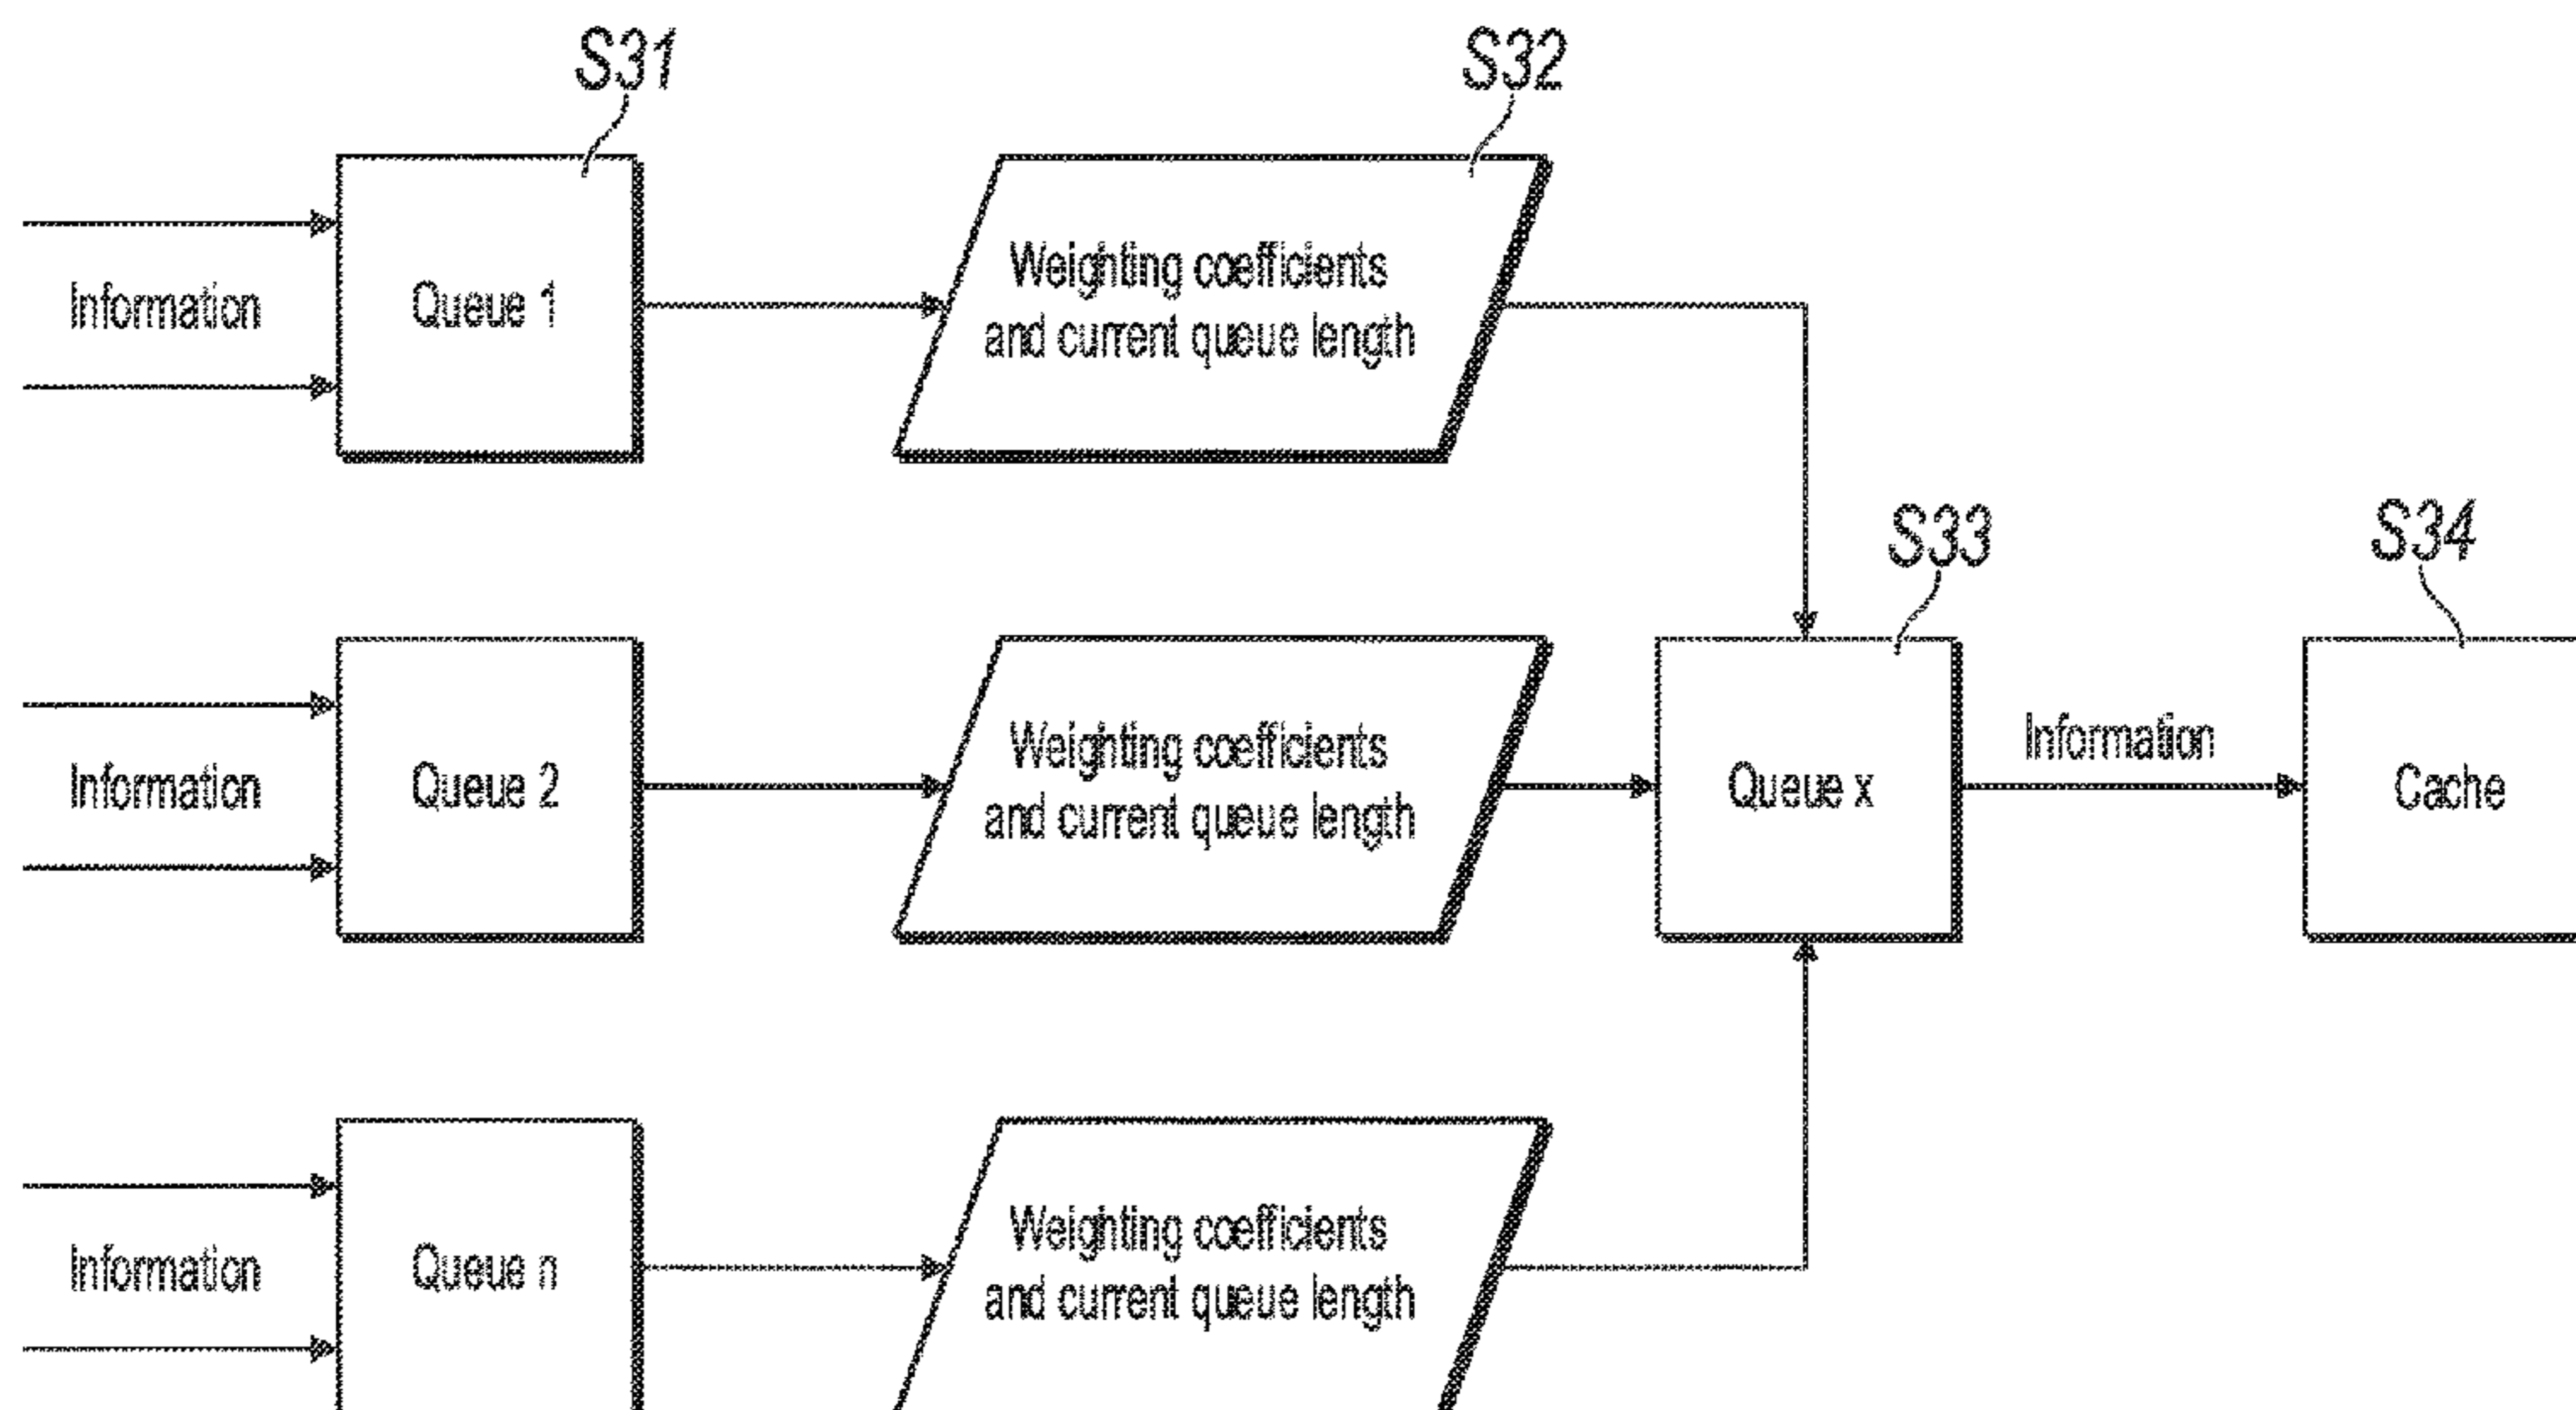 S31
S32
Information
Queue 1
Weighting coefficients
and current queue length
S33
S34
Information
Queue 2
Weighting coefficients
and current queue length
Queue x
Information
Cache
Information
Queue n
Weighting coefficients
and current queue length